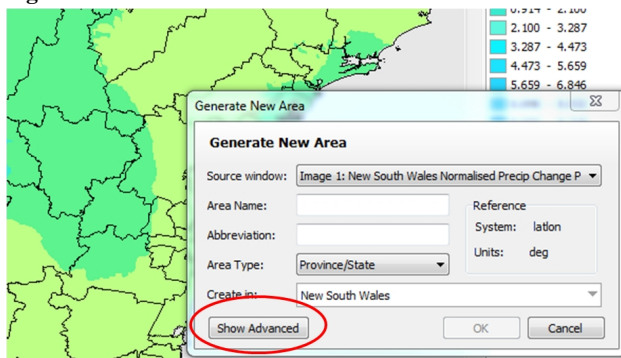 2.100 - 3.287
3.287 - 4.473
4.473 - 5.659
5.659 - 6.846
Generate New Area
Generate New Area
Source window: Image 1: New South Wales Normalised Precip Change P
Area Name:
Reference
Abbreviation:
System: latlon
Units: deg
Area Type: Province/State
Create in: New South Wales
Show Advanced
OK
Cancel